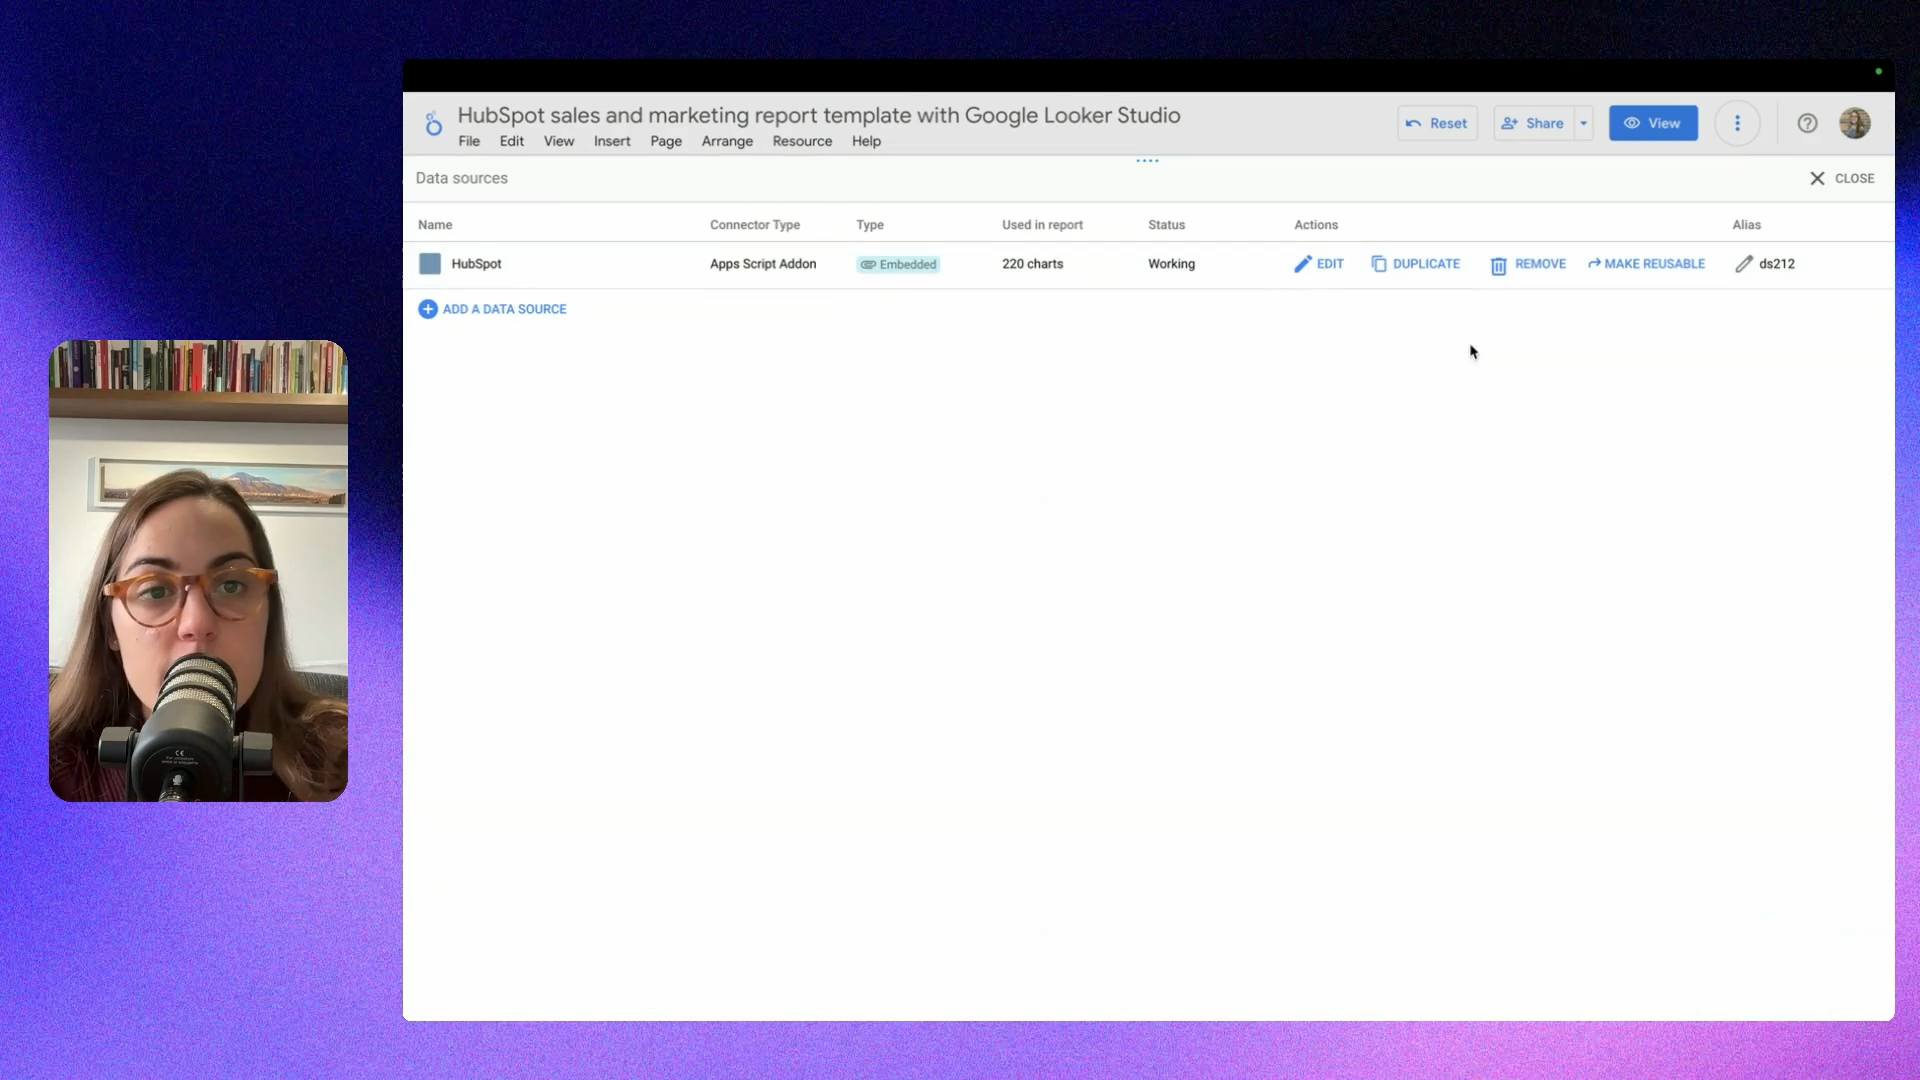 HubSpot sales and marketing report template with Google Looker Studio
File Edit View Insert Page Arrange Resource Help
Reset Share View
Data sources
CLOSE
Name Connector Type Type Used in report Status Actions Alias
HubSpot Apps Script Addon Embedded 220 charts Working EDIT DUPLICATE REMOVE MAKE REUSABLE ds212
ADD A DATA SOURCE
CE